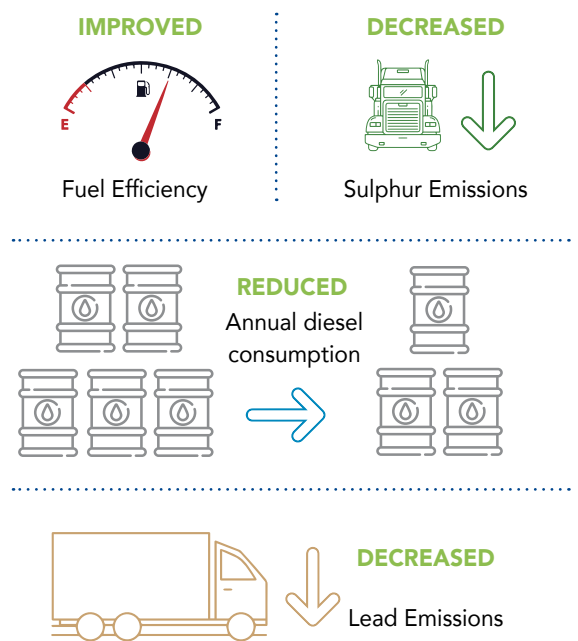 IMPROVED
E
F
Fuel Efficiency
DECREASED
Sulphur Emissions
REDUCED
Annual diesel
consumption
DECREASED
Lead Emissions